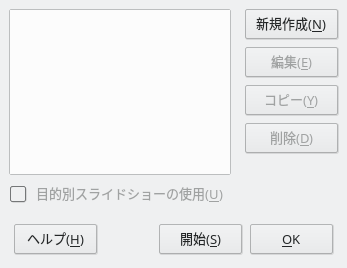 新規作成(N)
編集(E)
コピー(Y)
削除(D)
目的別スライドショーの使用(U)
ヘルプ(H) 開始(S) OK